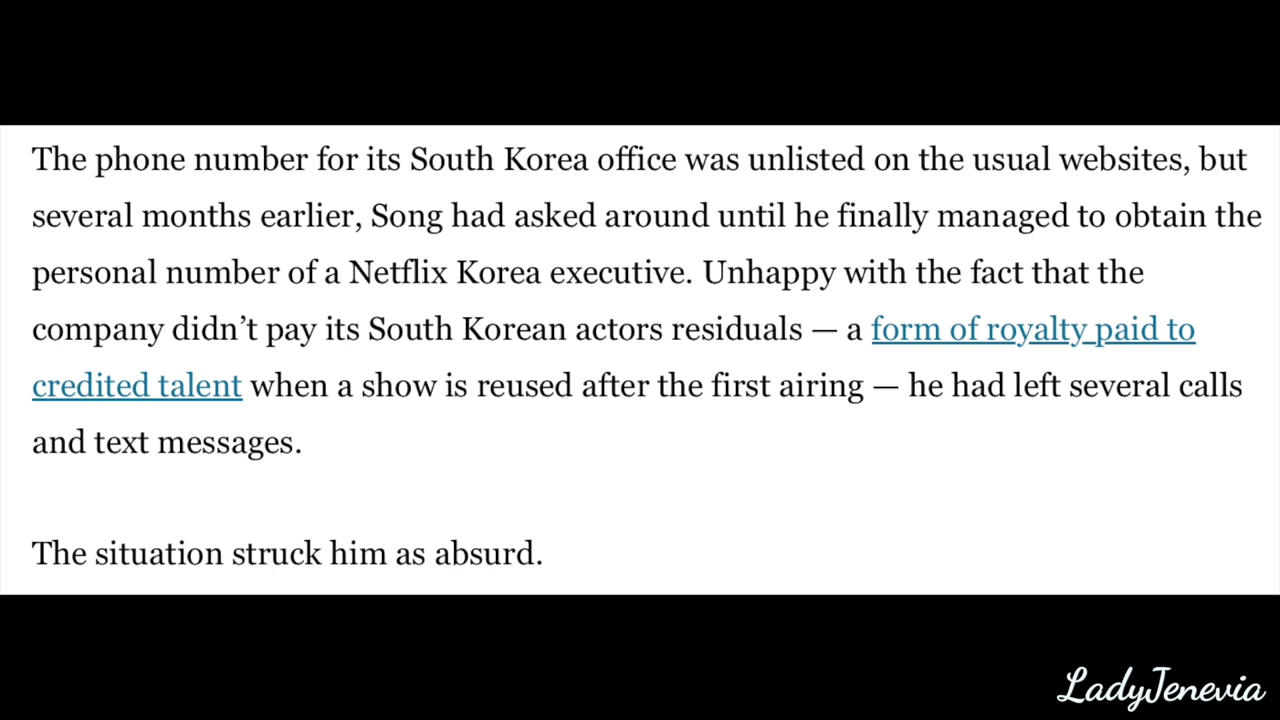 The phone number for its South Korea office was unlisted on the usual websites, but
several months earlier, Song had asked around until he finally managed to obtain the
personal number of a Netflix Korea executive. Unhappy with the fact that the
company didn’t pay its South Korean actors residuals — a form of royalty paid to
credited talent when a show is reused after the first airing — he had left several calls
and text messages.
The situation struck him as absurd.
LadyJenevia